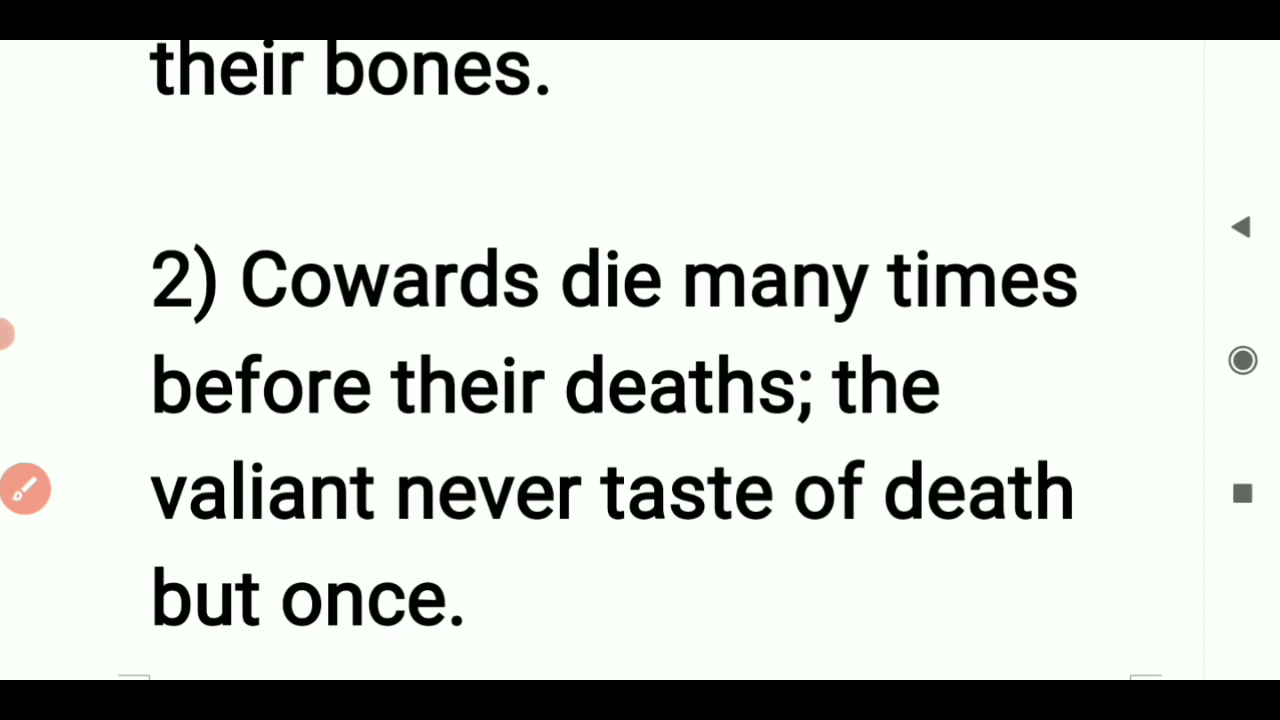 their bones.
2) Cowards die many times
before their deaths; the
valiant never taste of death
but once.